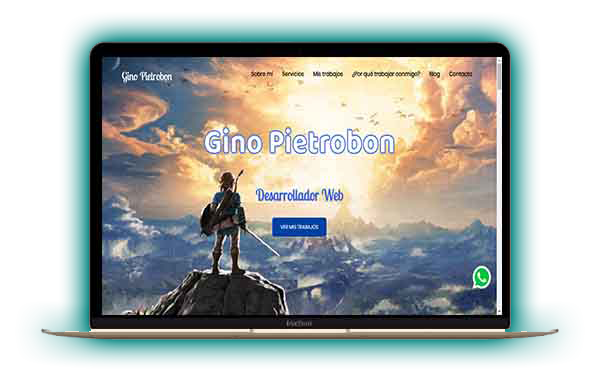 Gino Pietrobon
Sobre mí Servicios Mis trabajos ¿Por qué trabajar conmigo? Blog Contacto
Gino Pietrobon
Desarrollador Web
VER MIS TRABAJOS
MacBook